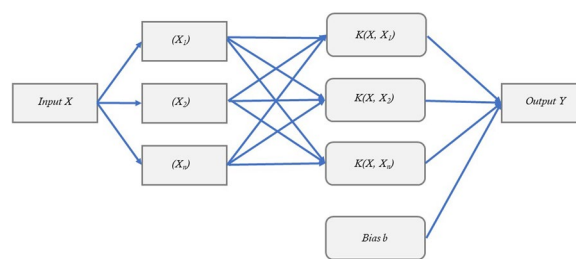 Input X
(X₁)
(X₂)
(Xₙ)
K(X, X₁)
K(X, X₂)
K(X, Xₙ)
Bias b
Output Y